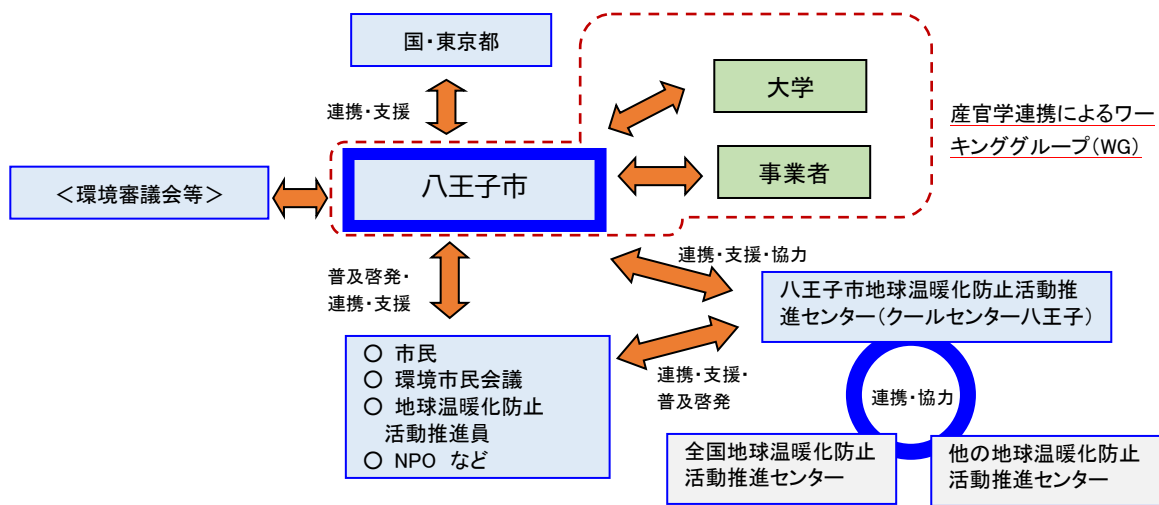 国・東京都
連携・支援
大学
産官学連携によるワー
キンググループ(WG)
事業者
八王子市
＜環境審議会等＞
普及啓発・
連携・支援
連携・支援・協力
八王子市地球温暖化防止活動推
進センター(クールセンター八王子)
○ 市民
○ 環境市民会議
○ 地球温暖化防止
活動推進員
○ NPO など
連携・支援・
普及啓発
連携・協力
全国地球温暖化防止
活動推進センター
他の地球温暖化防止
活動推進センター